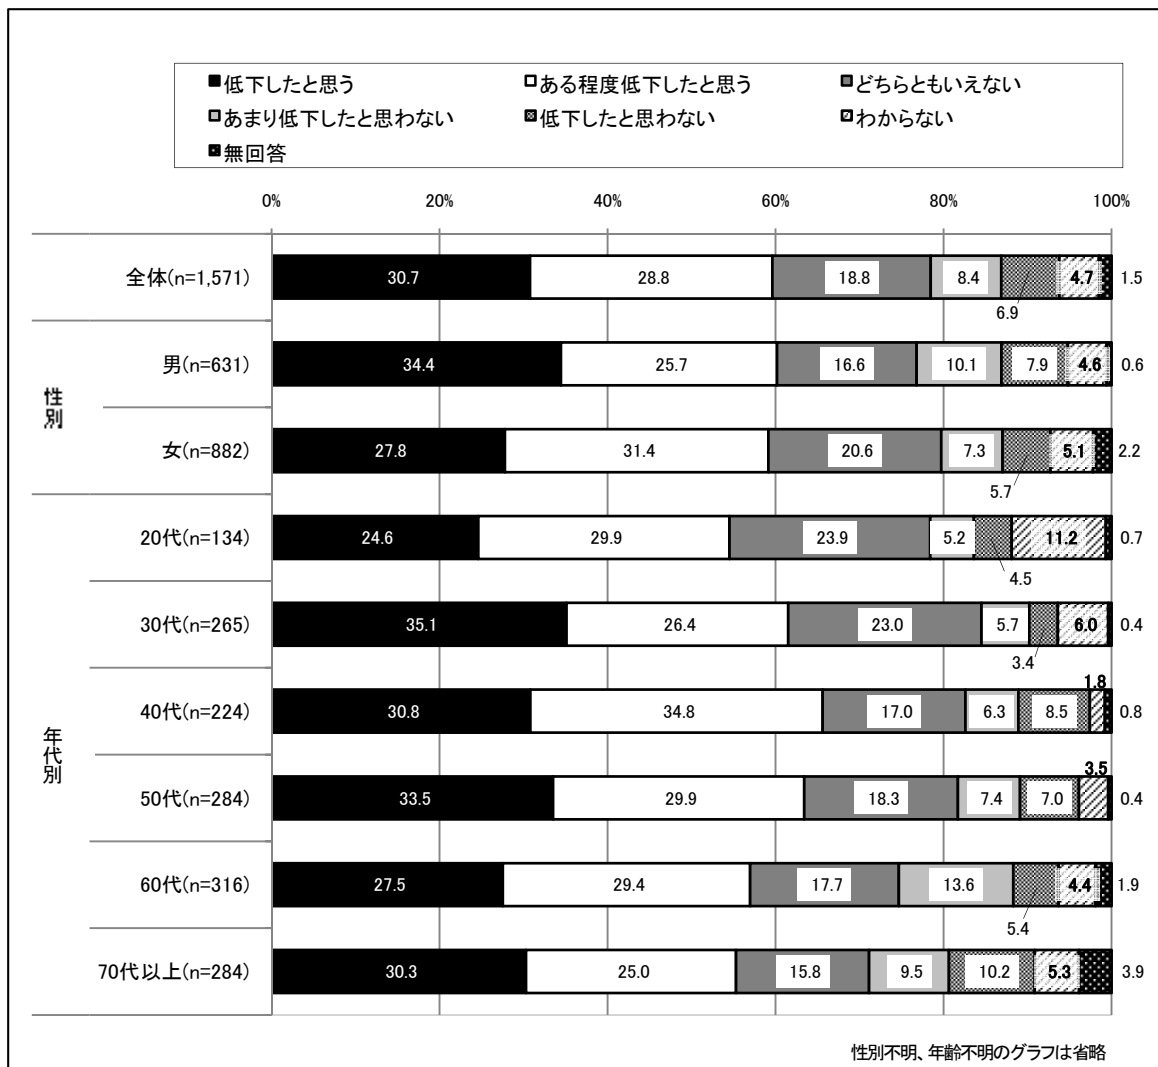 ■低下したと思う □ある程度低下したと思う ■どちらともいえない
■あまり低下したと思わない ■低下したと思わない ■わからない
■無回答
0% 20% 40% 60% 80% 100%
全体(n=1,571) 30.7 28.8 18.8 8.4 6.9 4.7 1.5
性別
男(n=631) 34.4 25.7 16.6 10.1 7.9 4.6 0.6
女(n=882) 27.8 31.4 20.6 7.3 5.7 5.1 2.2
年代別
20代(n=134) 24.6 29.9 23.9 5.2 4.5 11.2 0.7
30代(n=265) 35.1 26.4 23.0 5.7 3.4 6.0 0.4
40代(n=224) 30.8 34.8 17.0 6.3 8.5 1.8 0.8
50代(n=284) 33.5 29.9 18.3 7.4 7.0 3.5 0.4
60代(n=316) 27.5 29.4 17.7 13.6 5.4 4.4 1.9
70代以上(n=284) 30.3 25.0 15.8 9.5 10.2 5.3 3.9
性別不明、年齢不明のグラフは省略